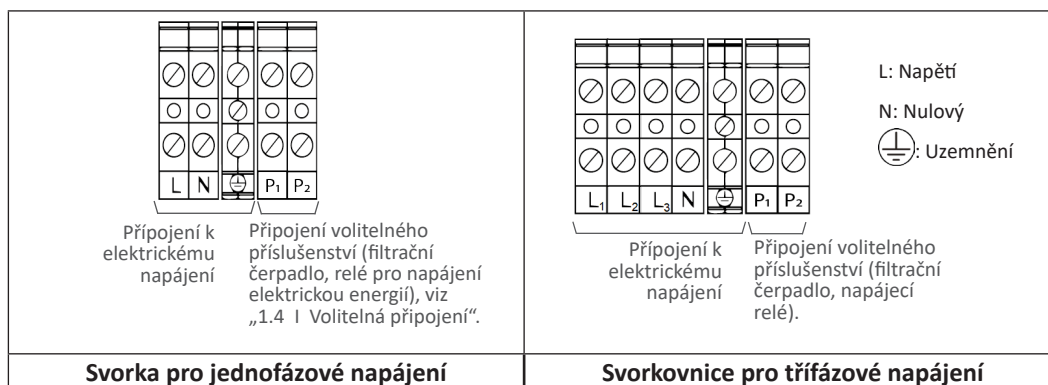 L N P₁ P₂
Přípojení k
elektrickému
napájení
Připojení volitelného
příslušenství (filtrační
čerpadlo, relé pro napájení
elektrickou energií), viz
„1.4 I Volitelná připojení“.
Svorka pro jednofázové napájení
L₁ L₂ L₃ N P₁ P₂
Přípojení k
elektrickému
napájení
Připojení volitelného
příslušenství (filtrační
čerpadlo, napájecí
relé).
L: Napětí
N: Nulový
: Uzemnění
Svorkovnice pro třífázové napájení